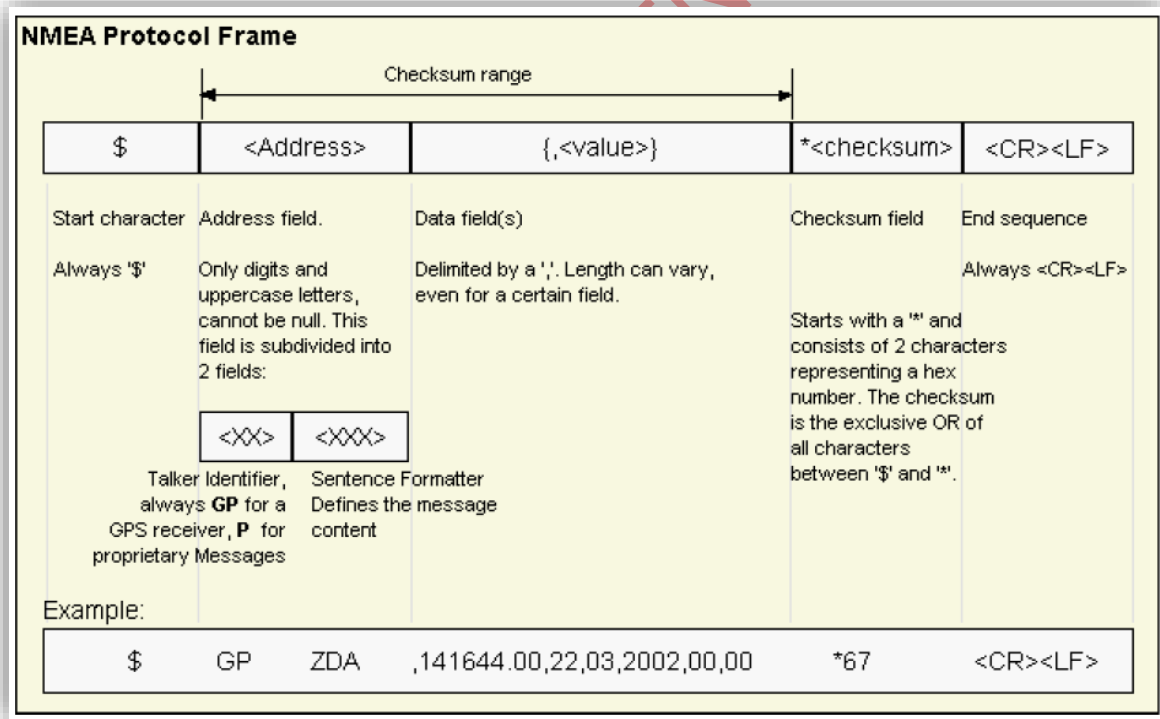 NMEA Protocol Frame
Checksum range
$ <Address> {,<value>} *<checksum> <CR><LF>
Start character Address field. Data field(s) Checksum field End sequence
Always '$' Only digits and
uppercase letters,
cannot be null. This
field is subdivided into
2 fields:
Delimited by a ','. Length can vary,
even for a certain field.
Always <CR><LF>
Starts with a '*' and
consists of 2 characters
representing a hex
number. The checksum
is the exclusive OR of
all characters
between '$' and '*'.
<XX> <XXX>
Talker Identifier,
always GP for a
GPS receiver, P for
proprietary Messages
Sentence Formatter
Defines the message
content
Example:
$ GP ZDA ,141644.00,22,03,2002,00,00 *67 <CR><LF>